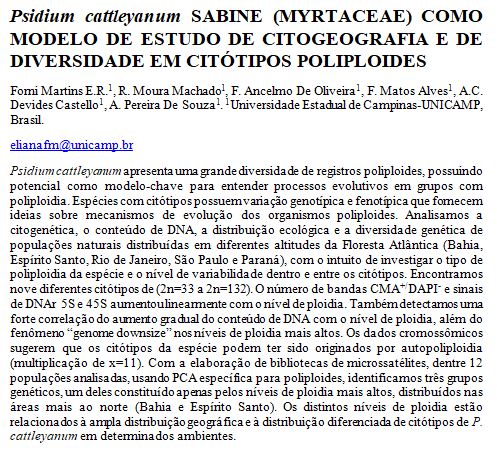 Psidium cattleyanum SABINE (MYRTACEAE) COMO
MODELO DE ESTUDO DE CITOGEOGRAFIA E DE
DIVERSIDADE EM CITÓTIPOS POLIPLOIDES
Forni Martins E.R.¹, R. Moura Machado¹, F. Ancelmo De Oliveira¹, F. Matos Alves¹, A.C.
Devides Castello¹, A. Pereira De Souza¹. ¹Universidade Estadual de Campinas-UNICAMP,
Brasil.
elianafm@unicamp.br
Psidium cattleyanum apresenta uma grande diversidade de registros poliploides, possuindo
potencial como modelo-chave para entender processos evolutivos em grupos com
poliploidia. Espécies com citótipos possuem variação genotípica e fenotípica que fornecem
ideias sobre mecanismos de evolução dos organismos poliploides. Analisamos a
citogenética, o conteúdo de DNA, a distribuição ecológica e a diversidade genética de
populações naturais distribuídas em diferentes altitudes da Floresta Atlântica (Bahia,
Espírito Santo, Rio de Janeiro, São Paulo e Paraná), com o intuito de investigar o tipo de
poliploidia da espécie e o nível de variabilidade dentro e entre os citótipos. Encontramos
nove diferentes citótipos de (2n=33 a 2n=132). O número de bandas CMA⁺/DAPI⁻ e sinais
de DNAr 5S e 45S aumentou linearmente com o nível de ploidia. Também detectamos uma
forte correlação do aumento gradual do conteúdo de DNA com o nível de ploidia, além do
fenômeno “genome downsize” nos níveis de ploidia mais altos. Os dados cromossômicos
sugerem que os citótipos da espécie podem ter sido originados por autopoliploidia
(multiplicação de x=11). Com a elaboração de bibliotecas de microssatélites, dentre 12
populações analisadas, usando PCA específica para poliploides, identificamos três grupos
genéticos, um deles constituído apenas pelos níveis de ploidia mais altos, distribuídos nas
áreas mais ao norte (Bahia e Espírito Santo). Os distintos níveis de ploidia estão
relacionados à ampla distribuição geográfica e à distribuição diferenciada de citótipos de P.
cattleyanum em determinados ambientes.